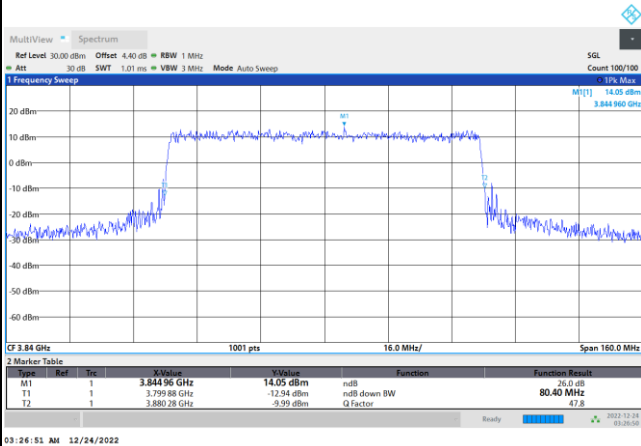 MultiView Spectrum
Ref Level 30.00 dBm Offset 4.40 dB RBW 1 MHz SGL
Att 30 dB SWT 1.01 ms VBW 3 MHz Mode Auto Sweep Count 100/100
1 Frequency Sweep 1Pk Max
M1[1] 14.05 dBm
3.844 960 GHz
20 dBm
M1
10 dBm
0 dBm
-10 dBm
T2
-20 dBm
-30 dBm
-40 dBm
-50 dBm
-60 dBm
CF 3.84 GHz 1001 pts 16.0 MHz/ Span 160.0 MHz
2 Marker Table
Type Ref Trc X-Value Y-Value Function Function Result
M1 1 3.844 96 GHz 14.05 dBm ndB 26.0 dB
T1 1 3.799 88 GHz -12.94 dBm ndB down BW 80.40 MHz
T2 1 3.880 28 GHz -9.99 dBm Q Factor 47.8
Ready 2022-12-24
03:26:50
03:26:51 AM 12/24/2022